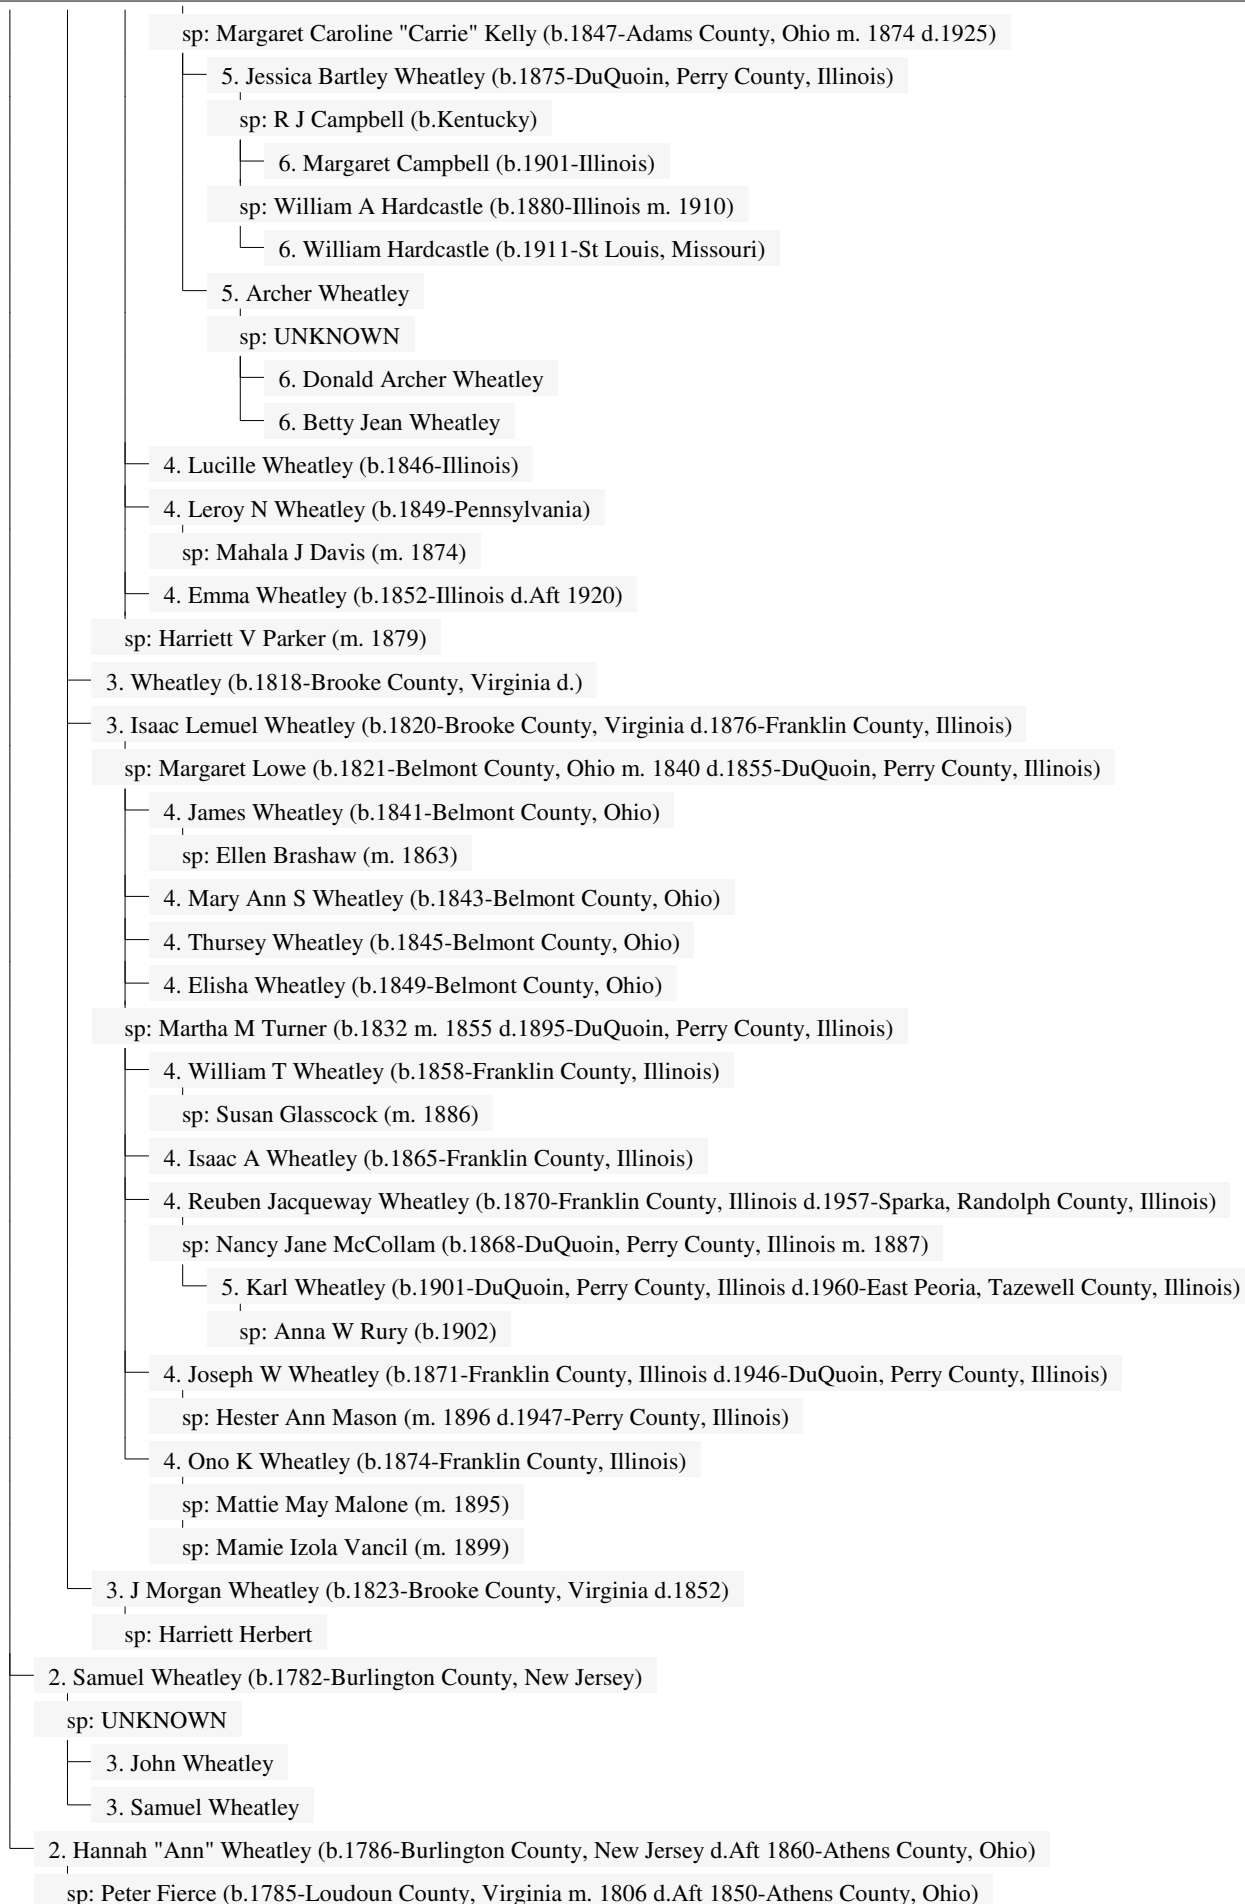 sp: Margaret Caroline "Carrie" Kelly (b.1847-Adams County, Ohio m. 1874 d.1925)
5. Jessica Bartley Wheatley (b.1875-DuQuoin, Perry County, Illinois)
sp: R J Campbell (b.Kentucky)
6. Margaret Campbell (b.1901-Illinois)
sp: William A Hardcastle (b.1880-Illinois m. 1910)
6. William Hardcastle (b.1911-St Louis, Missouri)
5. Archer Wheatley
sp: UNKNOWN
6. Donald Archer Wheatley
6. Betty Jean Wheatley
4. Lucille Wheatley (b.1846-Illinois)
4. Leroy N Wheatley (b.1849-Pennsylvania)
sp: Mahala J Davis (m. 1874)
4. Emma Wheatley (b.1852-Illinois d.Aft 1920)
sp: Harriett V Parker (m. 1879)
3. Wheatley (b.1818-Brooke County, Virginia d.)
3. Isaac Lemuel Wheatley (b.1820-Brooke County, Virginia d.1876-Franklin County, Illinois)
sp: Margaret Lowe (b.1821-Belmont County, Ohio m. 1840 d.1855-DuQuoin, Perry County, Illinois)
4. James Wheatley (b.1841-Belmont County, Ohio)
sp: Ellen Brashaw (m. 1863)
4. Mary Ann S Wheatley (b.1843-Belmont County, Ohio)
4. Thursey Wheatley (b.1845-Belmont County, Ohio)
4. Elisha Wheatley (b.1849-Belmont County, Ohio)
sp: Martha M Turner (b.1832 m. 1855 d.1895-DuQuoin, Perry County, Illinois)
4. William T Wheatley (b.1858-Franklin County, Illinois)
sp: Susan Glasscock (m. 1886)
4. Isaac A Wheatley (b.1865-Franklin County, Illinois)
4. Reuben Jacqueway Wheatley (b.1870-Franklin County, Illinois d.1957-Sparka, Randolph County, Illinois)
sp: Nancy Jane McCollam (b.1868-DuQuoin, Perry County, Illinois m. 1887)
5. Karl Wheatley (b.1901-DuQuoin, Perry County, Illinois d.1960-East Peoria, Tazewell County, Illinois)
sp: Anna W Rury (b.1902)
4. Joseph W Wheatley (b.1871-Franklin County, Illinois d.1946-DuQuoin, Perry County, Illinois)
sp: Hester Ann Mason (m. 1896 d.1947-Perry County, Illinois)
4. Ono K Wheatley (b.1874-Franklin County, Illinois)
sp: Mattie May Malone (m. 1895)
sp: Mamie Izola Vancil (m. 1899)
3. J Morgan Wheatley (b.1823-Brooke County, Virginia d.1852)
sp: Harriett Herbert
2. Samuel Wheatley (b.1782-Burlington County, New Jersey)
sp: UNKNOWN
3. John Wheatley
3. Samuel Wheatley
2. Hannah "Ann" Wheatley (b.1786-Burlington County, New Jersey d.Aft 1860-Athens County, Ohio)
sp: Peter Fierce (b.1785-Loudoun County, Virginia m. 1806 d.Aft 1850-Athens County, Ohio)